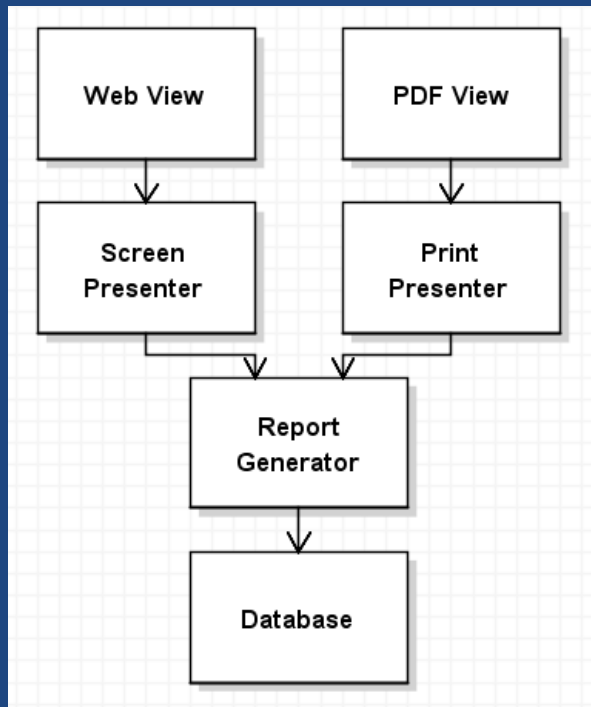 Web View
PDF View
Screen
Presenter
Print
Presenter
Report
Generator
Database